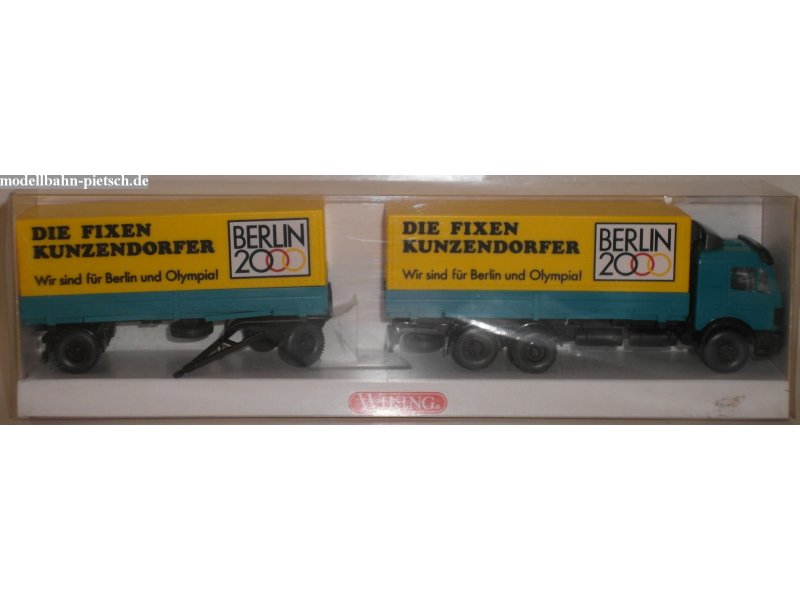 modellbahn-pietsch.de
DIE FIXEN
KUNZENDORFER
Wir sind für Berlin und Olympia!
BERLIN
2000
DIE FIXEN
KUNZENDORFER
Wir sind für Berlin und Olympia!
BERLIN
2000
WIKING